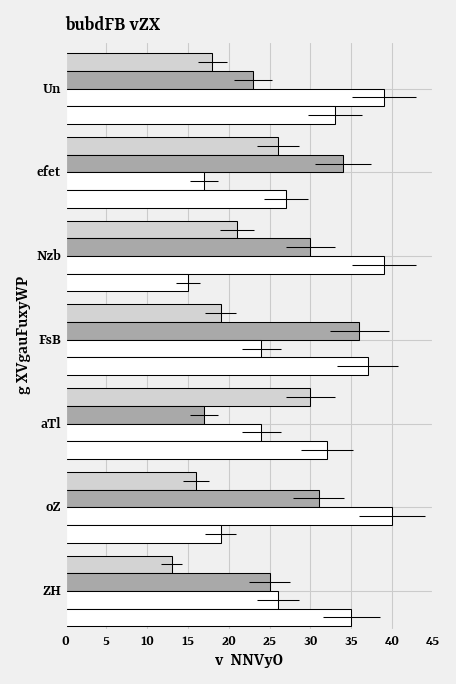 bubdFB vZX
Un
efet
Nzb
FsB
aTl
oZ
ZH
g XVgauFuxyWP
0 5 10 15 20 25 30 35 40 45
v NNVyO